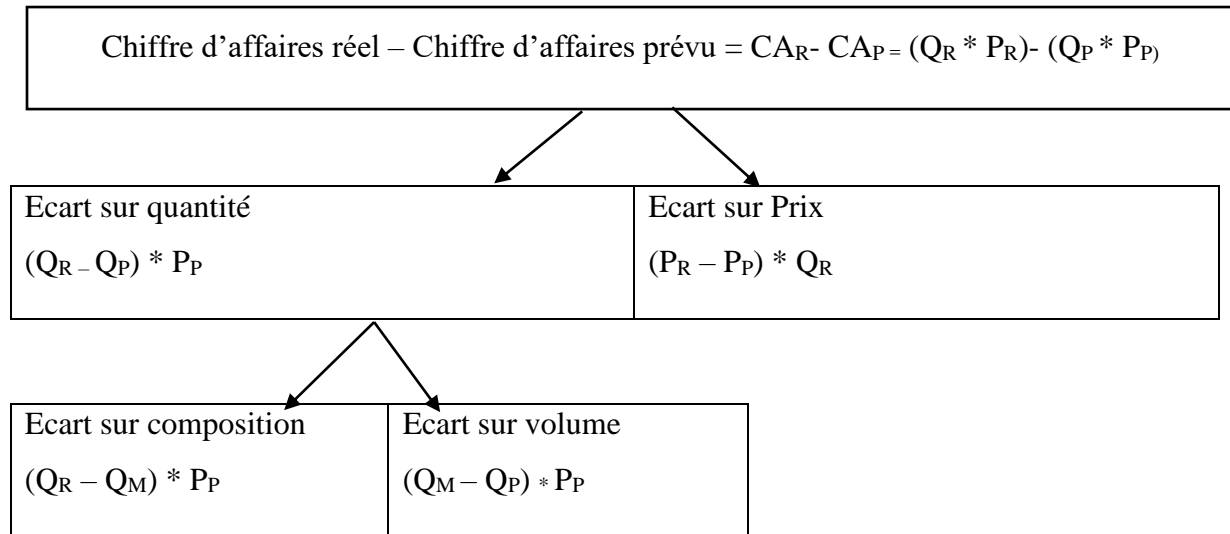 Chiffre d'affaires réel – Chiffre d'affaires prévu = CAR- CAP = (QR * PR)- (QP * PP)
Ecart sur quantité
(QR – QP) * PP
Ecart sur Prix
(PR – PP) * QR
Ecart sur composition
(QR – QM) * PP
Ecart sur volume
(QM – QP) * PP